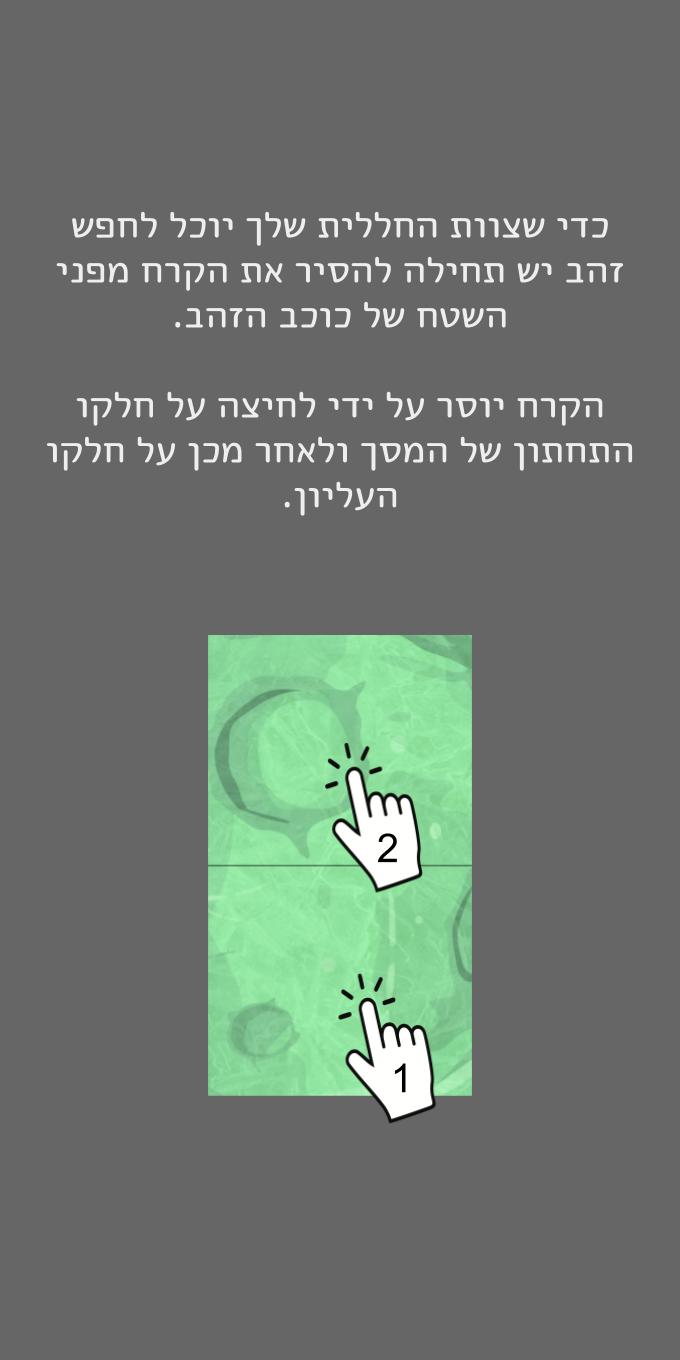 כדי שצוות החללית שלך יוכל לחפש
זהב יש תחילה להסיר את הקרח מפני
השטח של כוכב הזהב.
הקרח יוסר על ידי לחיצה על חלקו
התחתון של המסך ולאחר מכן על חלקו
העליון.
2
1